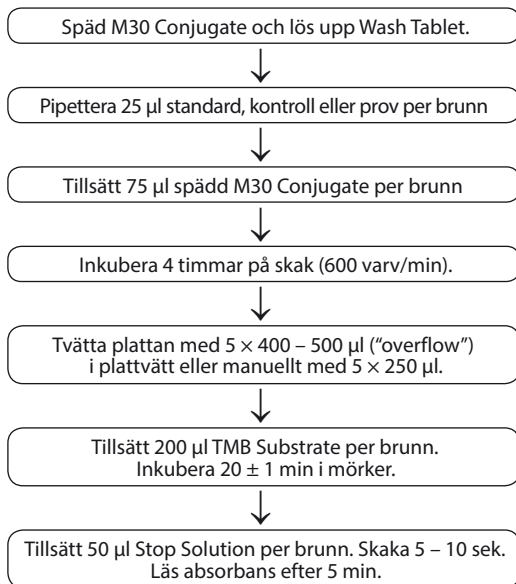 Späd M30 Conjugate och lös upp Wash Tablet.
Pipettera 25 µl standard, kontroll eller prov per brunn
Tillsätt 75 µl spädd M30 Conjugate per brunn
Inkubera 4 timmar på skak (600 varv/min).
Tvätta plattan med 5 × 400 – 500 µl (“overflow”)
i plattvätt eller manuellt med 5 × 250 µl.
Tillsätt 200 µl TMB Substrate per brunn.
Inkubera 20 ± 1 min i mörker.
Tillsätt 50 µl Stop Solution per brunn. Skaka 5 – 10 sek.
Läs absorbans efter 5 min.